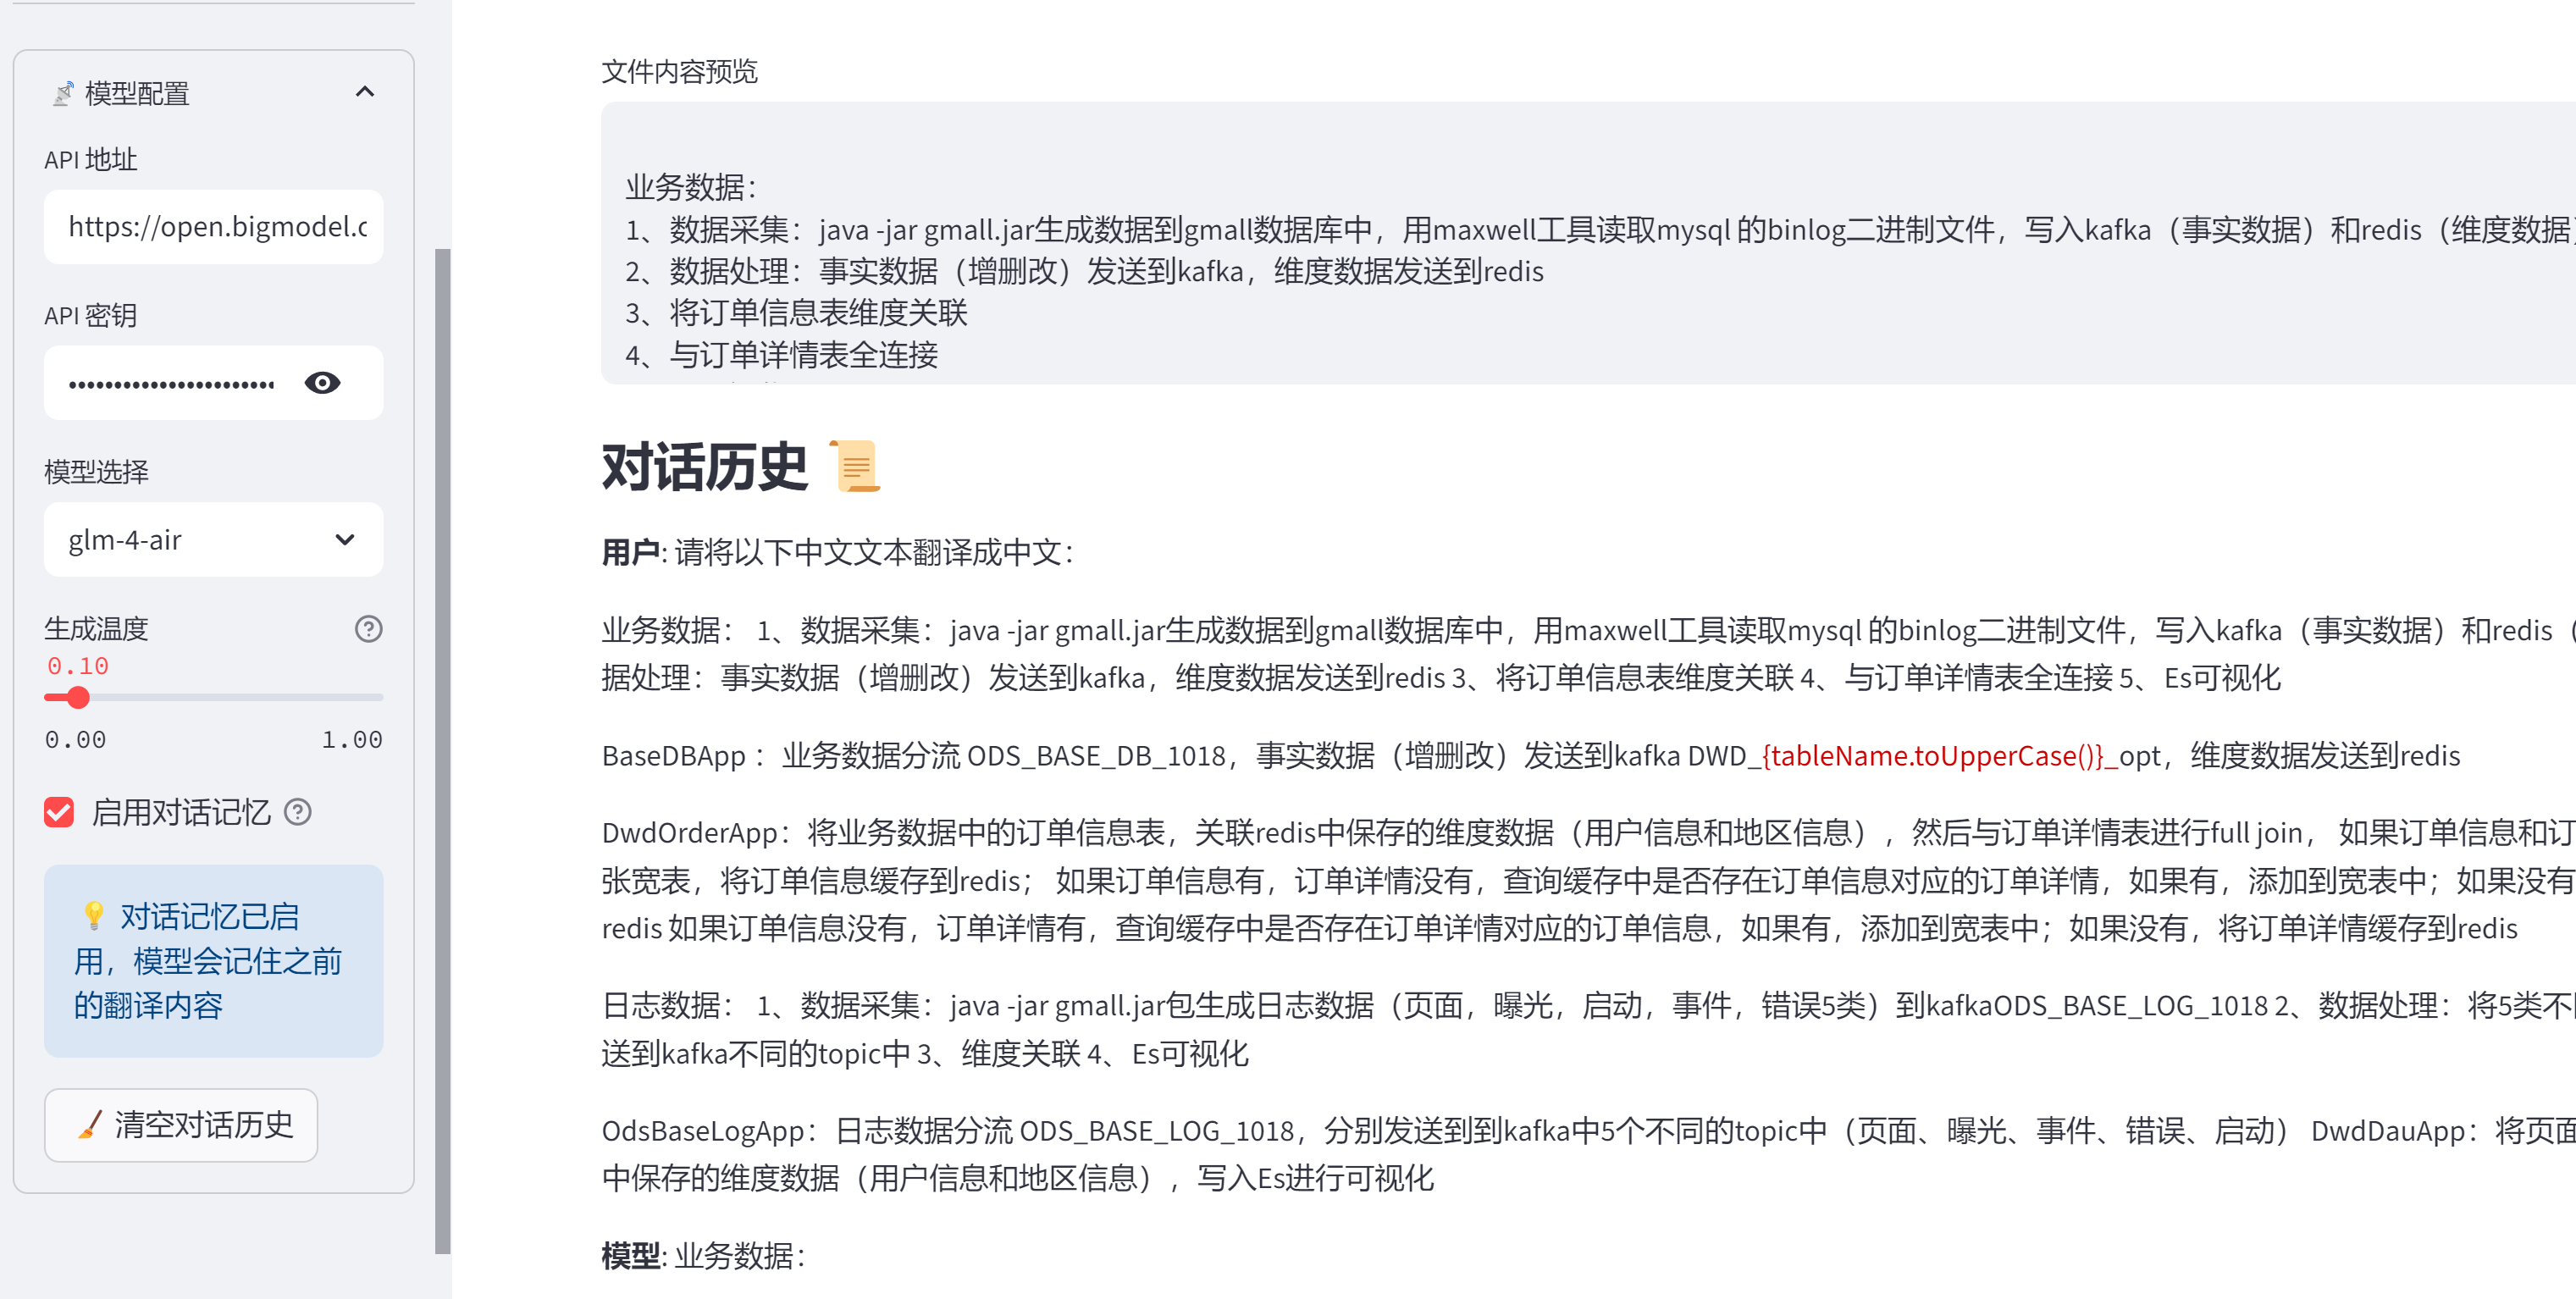 模型配置
API 地址
https://open.bigmodel.c
API 密钥
模型选择
glm-4-air
生成温度
0.10
0.00
1.00
启用对话记忆
对话记忆已启
用，模型会记住之前
的翻译内容
清空对话历史
文件内容预览
业务数据：
1、数据采集：java -jar gmall.jar生成数据到gmall数据库中，用maxwell工具读取mysql 的binlog二进制文件，写入kafka（事实数据）和redis（维度数据）
2、数据处理：事实数据（增删改）发送到kafka，维度数据发送到redis
3、将订单信息表维度关联
4、与订单详情表全连接
对话历史
用户: 请将以下中文文本翻译成中文：
业务数据： 1、数据采集：java -jar gmall.jar生成数据到gmall数据库中，用maxwell工具读取mysql 的binlog二进制文件，写入kafka（事实数据）和redis（
据处理：事实数据（增删改）发送到kafka，维度数据发送到redis 3、将订单信息表维度关联 4、与订单详情表全连接 5、Es可视化
BaseDBApp ：业务数据分流 ODS_BASE_DB_1018，事实数据（增删改）发送到kafka DWD_{tableName.toUpperCase()}_opt，维度数据发送到redis
DwdOrderApp：将业务数据中的订单信息表，关联redis中保存的维度数据（用户信息和地区信息），然后与订单详情表进行full join， 如果订单信息和订
张宽表，将订单信息缓存到redis； 如果订单信息有，订单详情没有，查询缓存中是否存在订单信息对应的订单详情，如果有，添加到宽表中；如果没有
redis 如果订单信息没有，订单详情有，查询缓存中是否存在订单详情对应的订单信息，如果有，添加到宽表中；如果没有，将订单详情缓存到redis
日志数据： 1、数据采集：java -jar gmall.jar包生成日志数据（页面，曝光，启动，事件，错误5类）到kafkaODS_BASE_LOG_1018 2、数据处理：将5类不
送到kafka不同的topic中 3、维度关联 4、Es可视化
OdsBaseLogApp：日志数据分流 ODS_BASE_LOG_1018，分别发送到到kafka中5个不同的topic中（页面、曝光、事件、错误、启动） DwdDauApp：将页面
中保存的维度数据（用户信息和地区信息），写入Es进行可视化
模型: 业务数据：